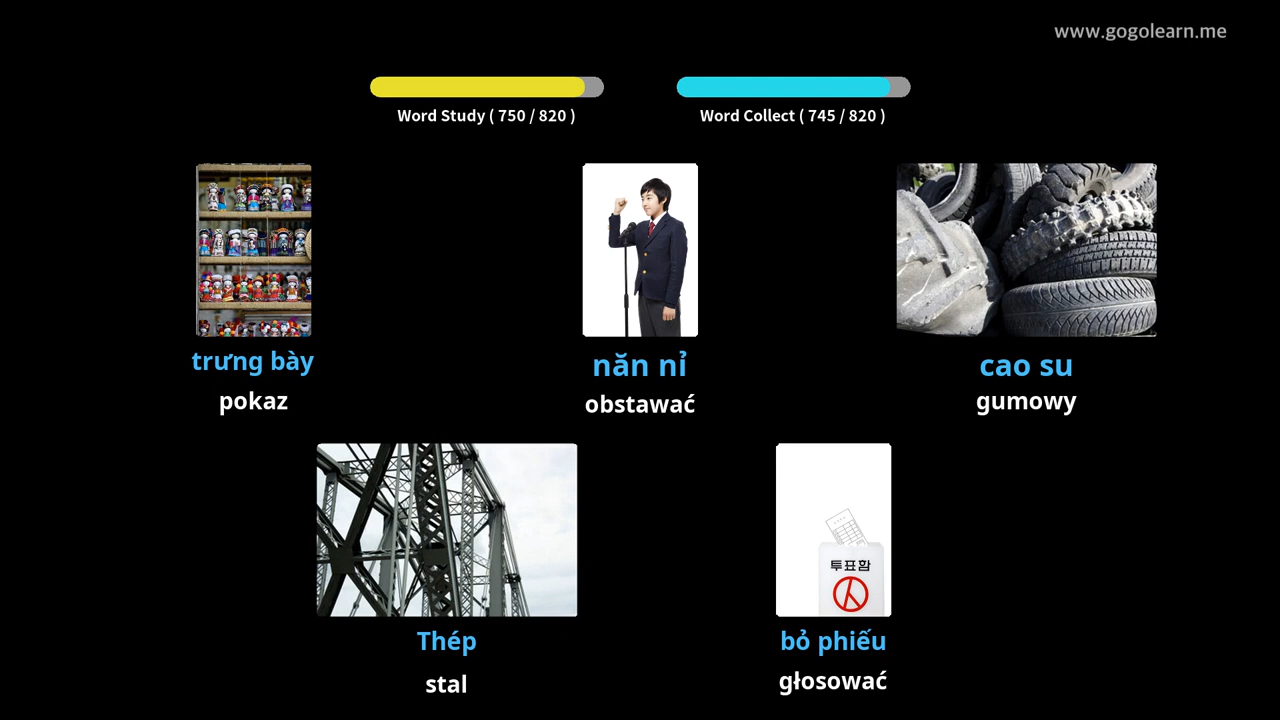 www.gogolearn.me
Word Study ( 750 / 820 )
Word Collect ( 745 / 820 )
trưng bày
pokaz
năn nỉ
obstawać
cao su
gumowy
투표함
Thép
stal
bỏ phiếu
głosować